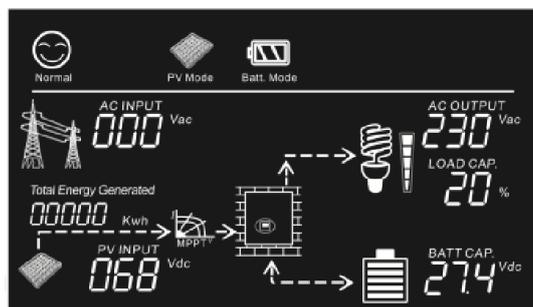 Normal
PV Mode
Batt. Mode
AC INPUT
000 Vac
AC OUTPUT
230 Vac
LOAD CAP.
20 %
Total Energy Generated
00000 Kwh
MPPT
PV INPUT
068 Vdc
BATT CAP.
27.4 Vdc